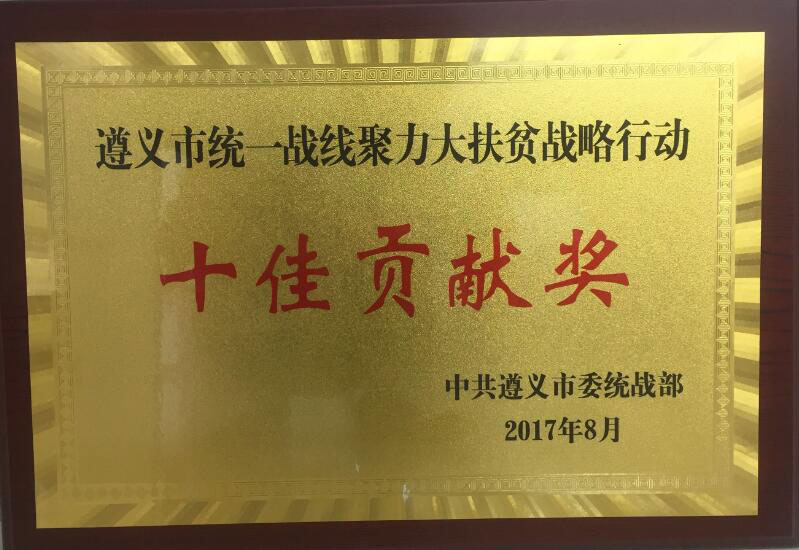 遵义市统一战线聚力大扶贫战略行动
十佳贡献奖
中共遵义市委统战部
2017年8月